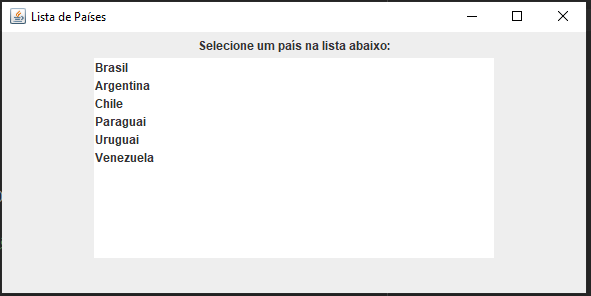 Lista de Países
Selecione um país na lista abaixo:
Brasil
Argentina
Chile
Paraguai
Uruguai
Venezuela